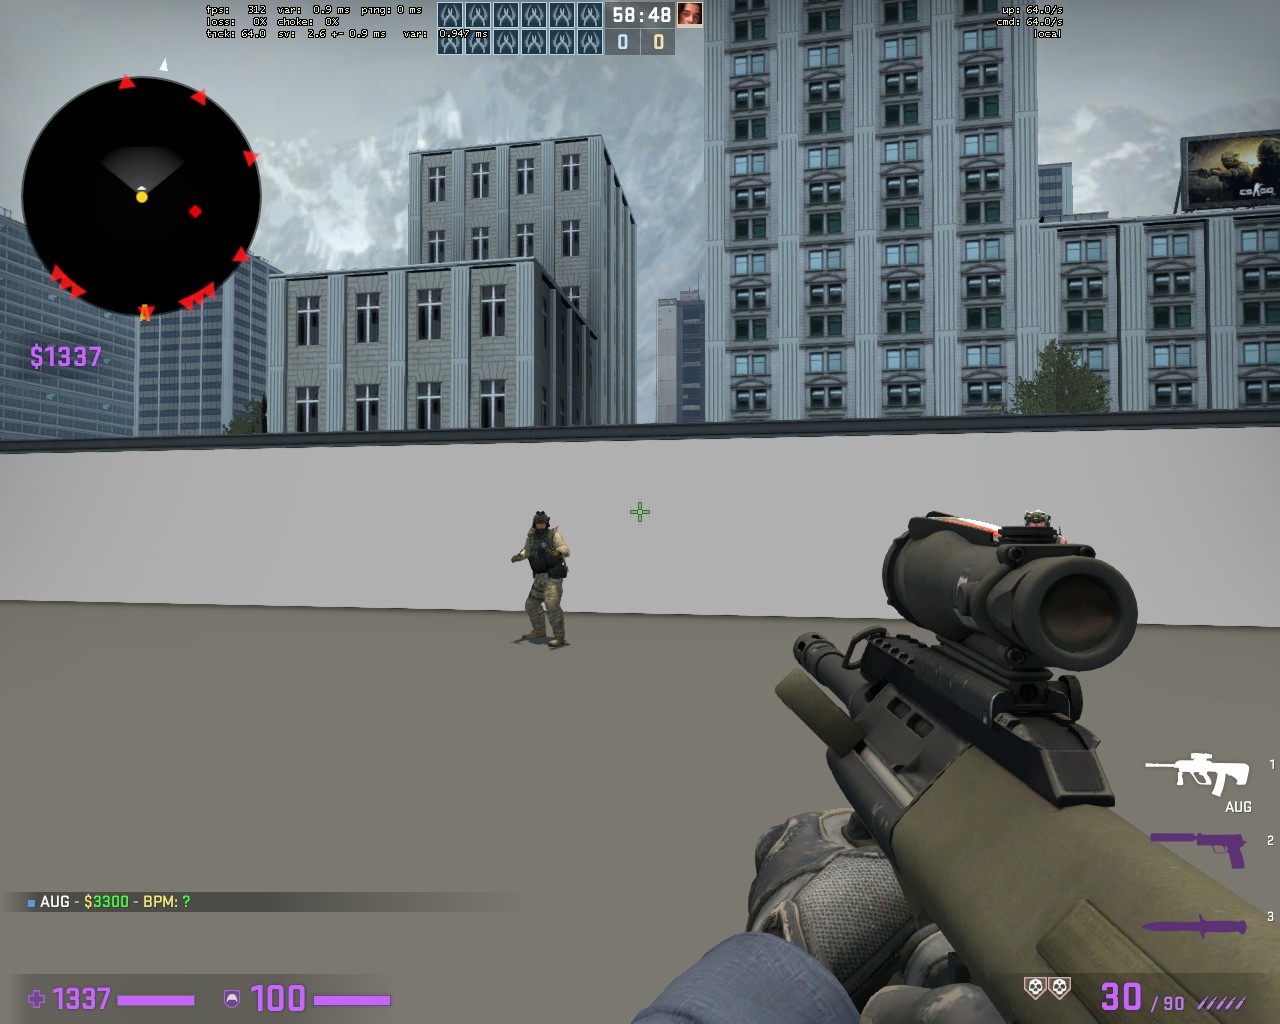 fps: 312 var: 0.9 ms ping: 0 ms
loss: 0% choke: 0%
tick: 64.0 sv: 2.6 +- 0.9 ms var: 0.947 ms
58:48
0 0
up: 64.0/s
cmd: 64.0/s
local
CS GO
$1337
1
AUG
2
3
AUG - $3300 - BPM: ?
1337
100
30 / 90